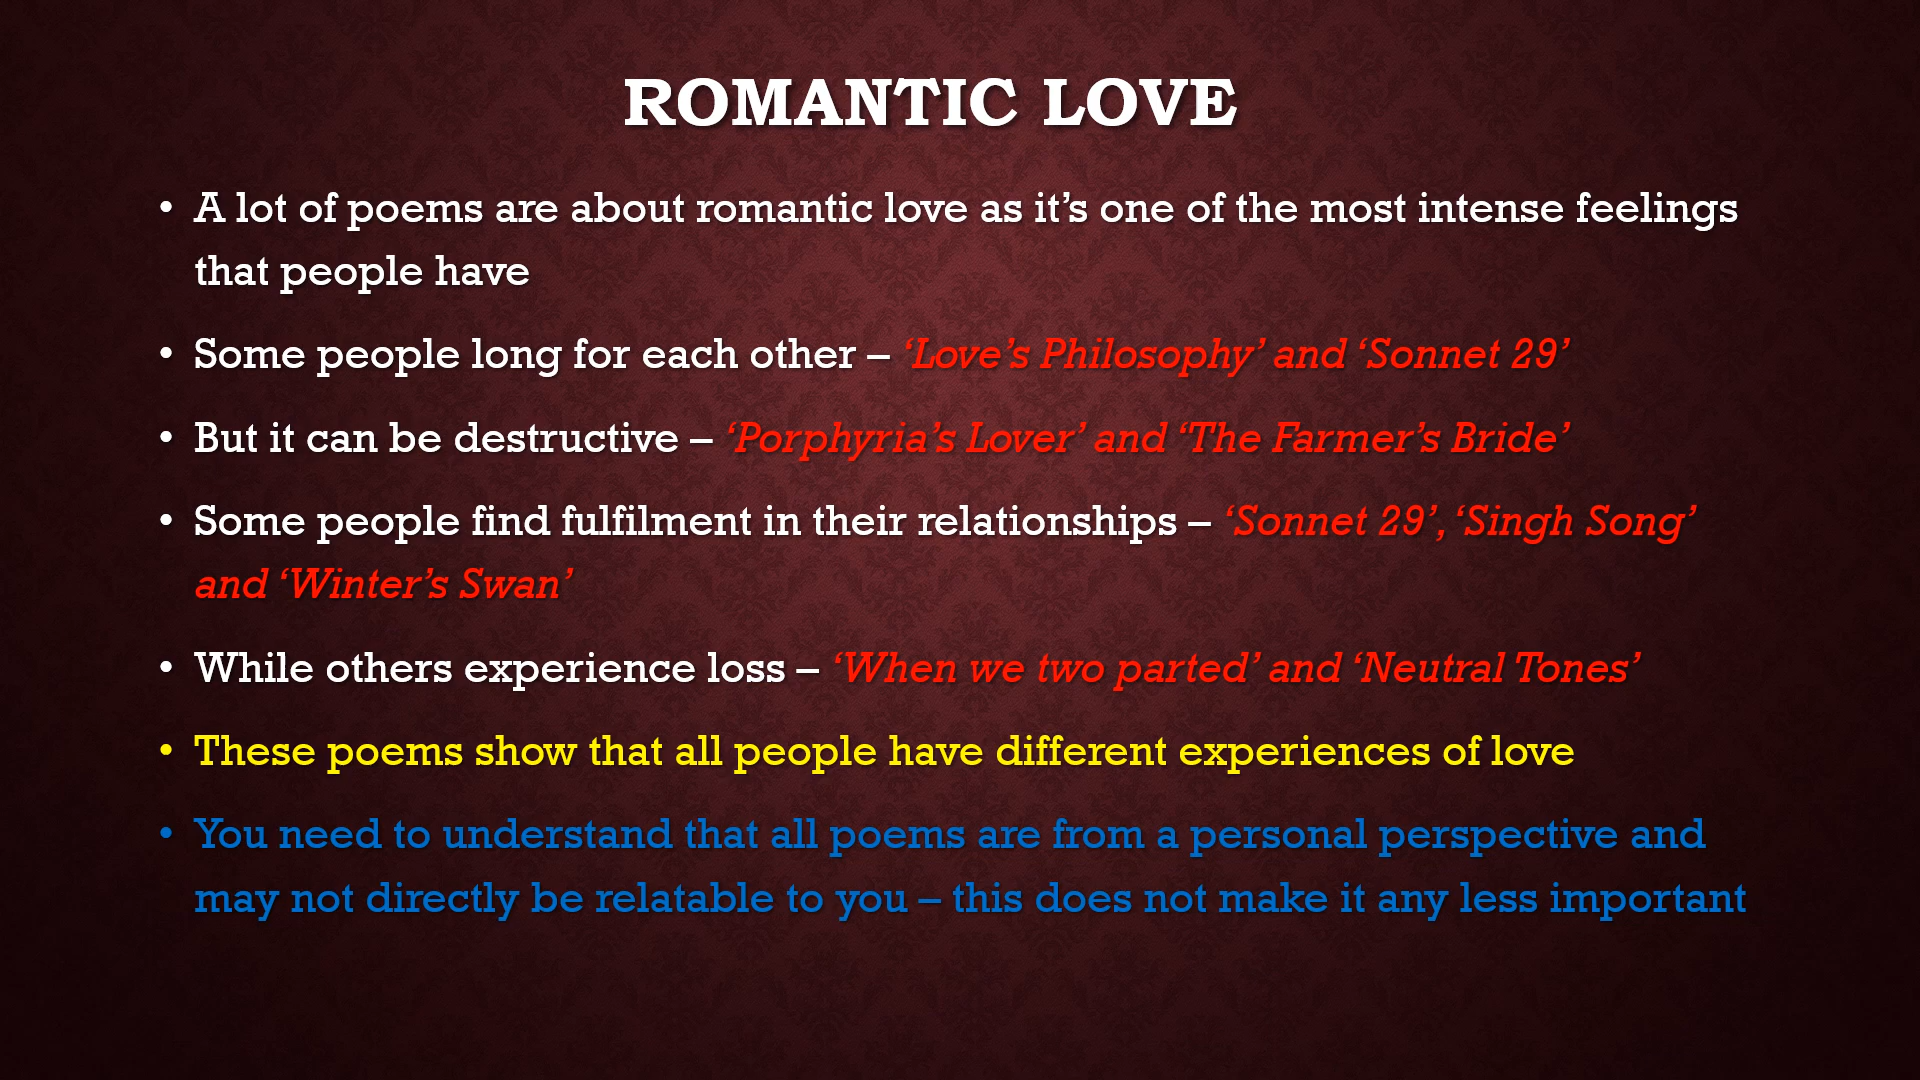 ROMANTIC LOVE
• A lot of poems are about romantic love as it’s one of the most intense feelings
that people have
• Some people long for each other – ‘Love’s Philosophy’ and ‘Sonnet 29’
• But it can be destructive – ‘Porphyria’s Lover’ and ‘The Farmer’s Bride’
• Some people find fulfilment in their relationships – ‘Sonnet 29’, ‘Singh Song’
and ‘Winter’s Swan’
• While others experience loss – ‘When we two parted’ and ‘Neutral Tones’
• These poems show that all people have different experiences of love
• You need to understand that all poems are from a personal perspective and
may not directly be relatable to you – this does not make it any less important